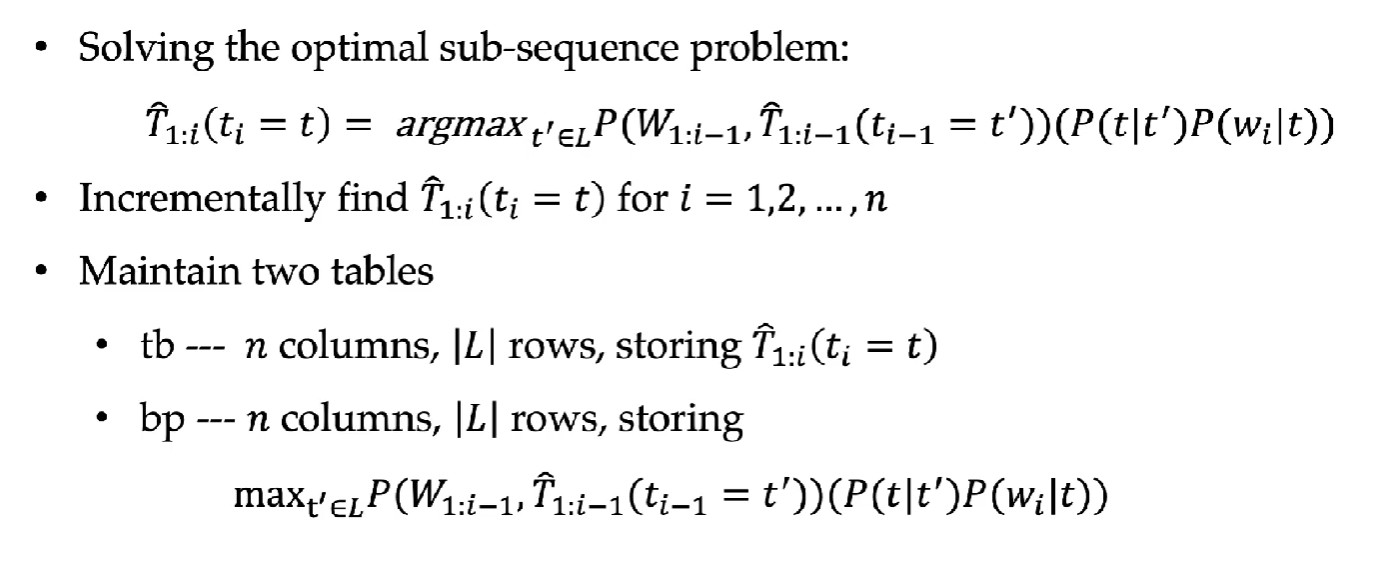 • Solving the optimal sub-sequence problem:
T̂₁:ᵢ(tᵢ = t) = argmax t′∈L P(W₁:ᵢ₋₁, T̂₁:ᵢ₋₁(tᵢ₋₁ = t′))(P(t|t′)P(wᵢ|t))
• Incrementally find T̂₁:ᵢ(tᵢ = t) for i = 1,2, … , n
• Maintain two tables
• tb --- n columns, |L| rows, storing T̂₁:ᵢ(tᵢ = t)
• bp --- n columns, |L| rows, storing
max t′∈L P(W₁:ᵢ₋₁, T̂₁:ᵢ₋₁(tᵢ₋₁ = t′))(P(t|t′)P(wᵢ|t))